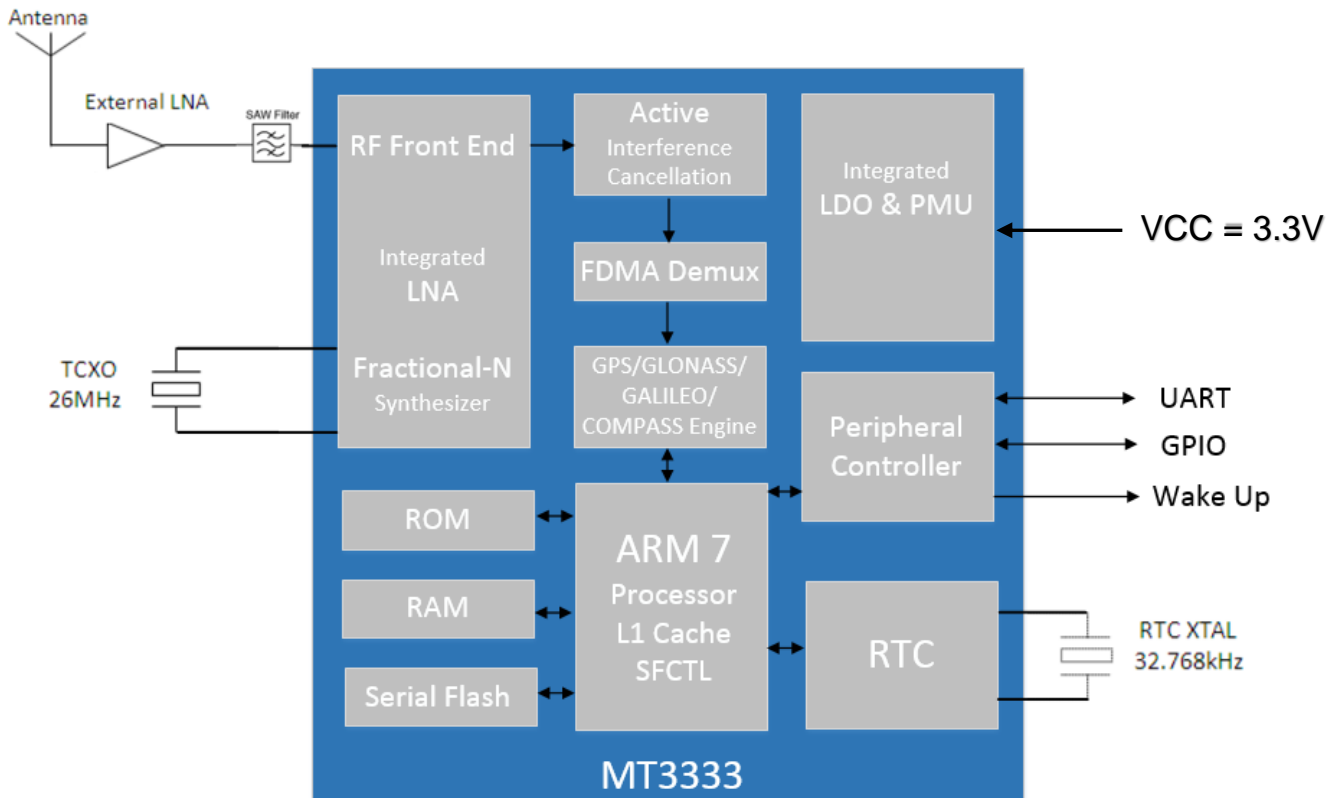 Antenna
External LNA
SAW Filter
RF Front End
Integrated
LNA
Fractional-N
Synthesizer
TCXO
26MHz
Active
Interference
Cancellation
FDMA Demux
GPS/GLONASS/
GALILEO/
COMPASS Engine
Integrated
LDO & PMU
VCC = 3.3V
Peripheral
Controller
UART
GPIO
Wake Up
ROM
RAM
Serial Flash
ARM 7
Processor
L1 Cache
SFCTL
RTC
RTC XTAL
32.768kHz
MT3333